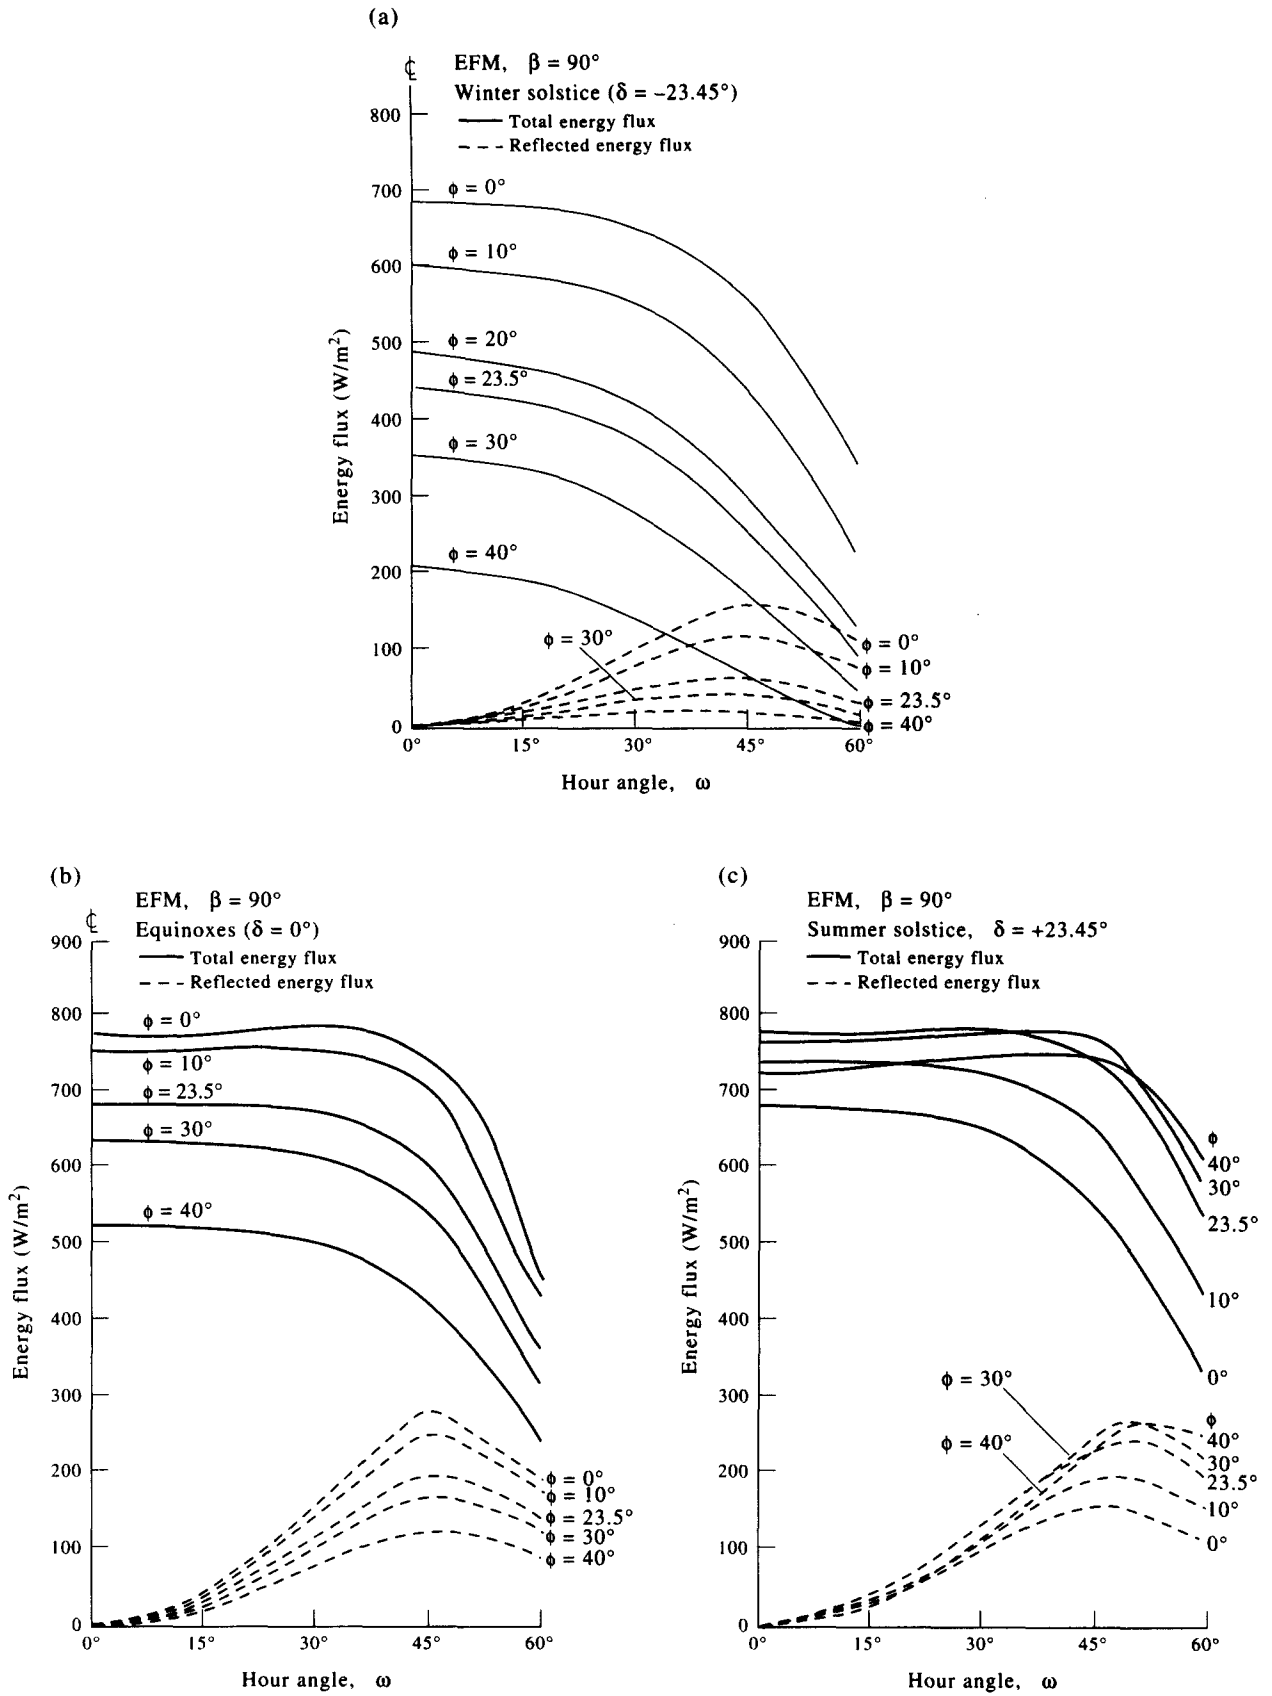 (a)
℄
EFM, β = 90°
Winter solstice (δ = −23.45°)
Total energy flux
Reflected energy flux
800
700
600
500
400
300
200
100
0
Energy flux (W/m²)
ϕ = 0°
ϕ = 10°
ϕ = 20°
ϕ = 23.5°
ϕ = 30°
ϕ = 40°
ϕ = 30°
ϕ = 0°
ϕ = 10°
ϕ = 23.5°
ϕ = 40°
0° 15° 30° 45° 60°
Hour angle, ω
(b)
℄
EFM, β = 90°
Equinoxes (δ = 0°)
Total energy flux
Reflected energy flux
900
800
700
600
500
400
300
200
100
0
Energy flux (W/m²)
ϕ = 0°
ϕ = 10°
ϕ = 23.5°
ϕ = 30°
ϕ = 40°
ϕ = 0°
ϕ = 10°
ϕ = 23.5°
ϕ = 30°
ϕ = 40°
0° 15° 30° 45° 60°
Hour angle, ω
(c)
EFM, β = 90°
Summer solstice, δ = +23.45°
Total energy flux
Reflected energy flux
900
800
700
600
500
400
300
200
100
0
Energy flux (W/m²)
ϕ
40°
30°
23.5°
10°
0°
ϕ = 30°
ϕ = 40°
ϕ
40°
30°
23.5°
10°
0°
0° 15° 30° 45° 60°
Hour angle, ω